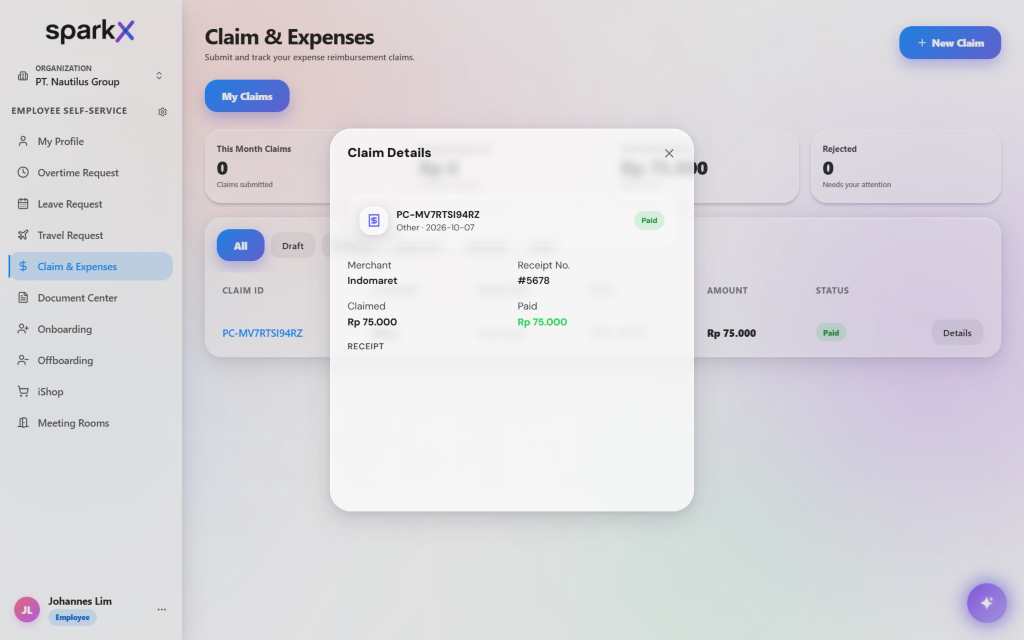 sparkX
ORGANIZATION
PT. Nautilus Group
EMPLOYEE SELF-SERVICE
My Profile
Overtime Request
Leave Request
Travel Request
Claim & Expenses
Document Center
Onboarding
Offboarding
iShop
Meeting Rooms
JL
Johannes Lim
Employee
Claim & Expenses
Submit and track your expense reimbursement claims.
+ New Claim
My Claims
This Month Claims
0
Claims submitted
Rejected
0
Needs your attention
All
Draft
CLAIM ID
AMOUNT
STATUS
PC-MV7RTSI94RZ
Rp 75.000
Paid
Details
Claim Details
PC-MV7RTSI94RZ
Other · 2026-10-07
Paid
Merchant
Indomaret
Receipt No.
#5678
Claimed
Rp 75.000
Paid
Rp 75.000
RECEIPT